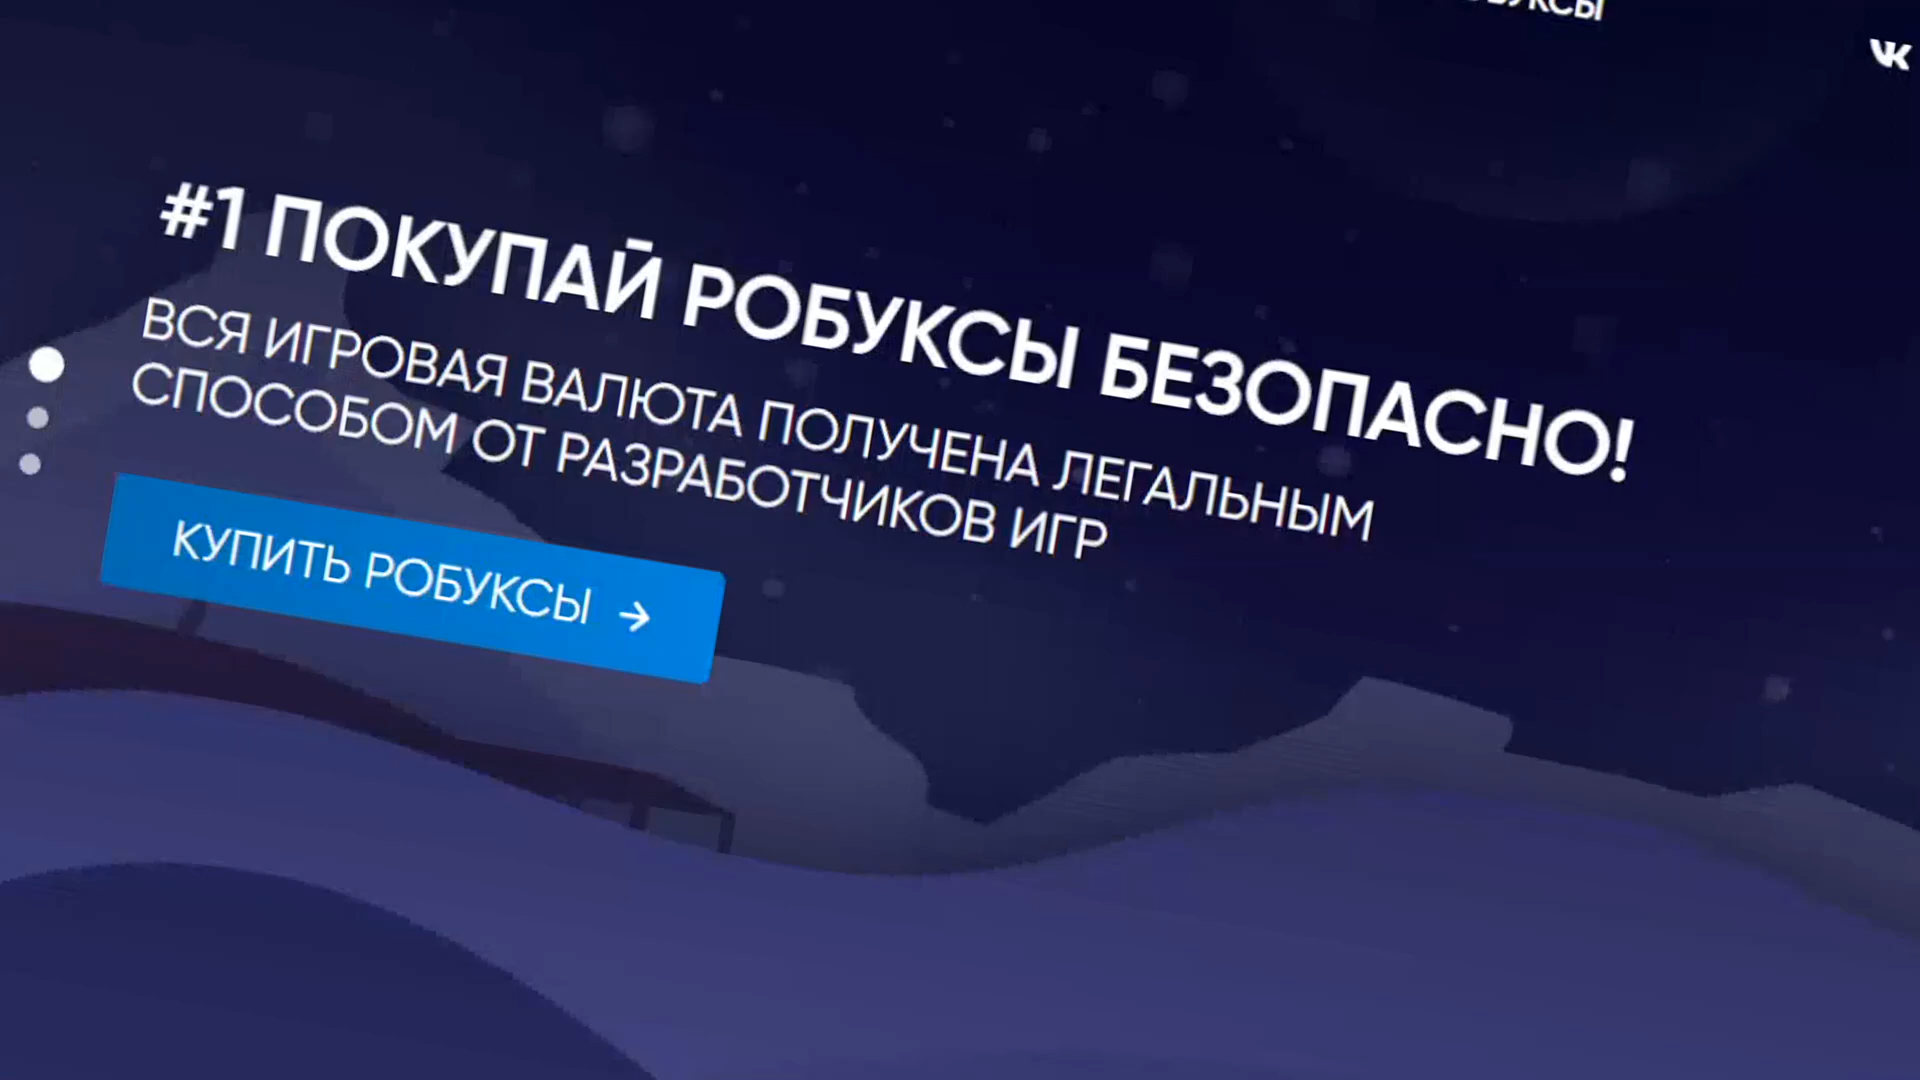 #1 ПОКУПАЙ РОБУКСЫ БЕЗОПАСНО!
ВСЯ ИГРОВАЯ ВАЛЮТА ПОЛУЧЕНА ЛЕГАЛЬНЫМ
СПОСОБОМ ОТ РАЗРАБОТЧИКОВ ИГР
КУПИТЬ РОБУКСЫ →